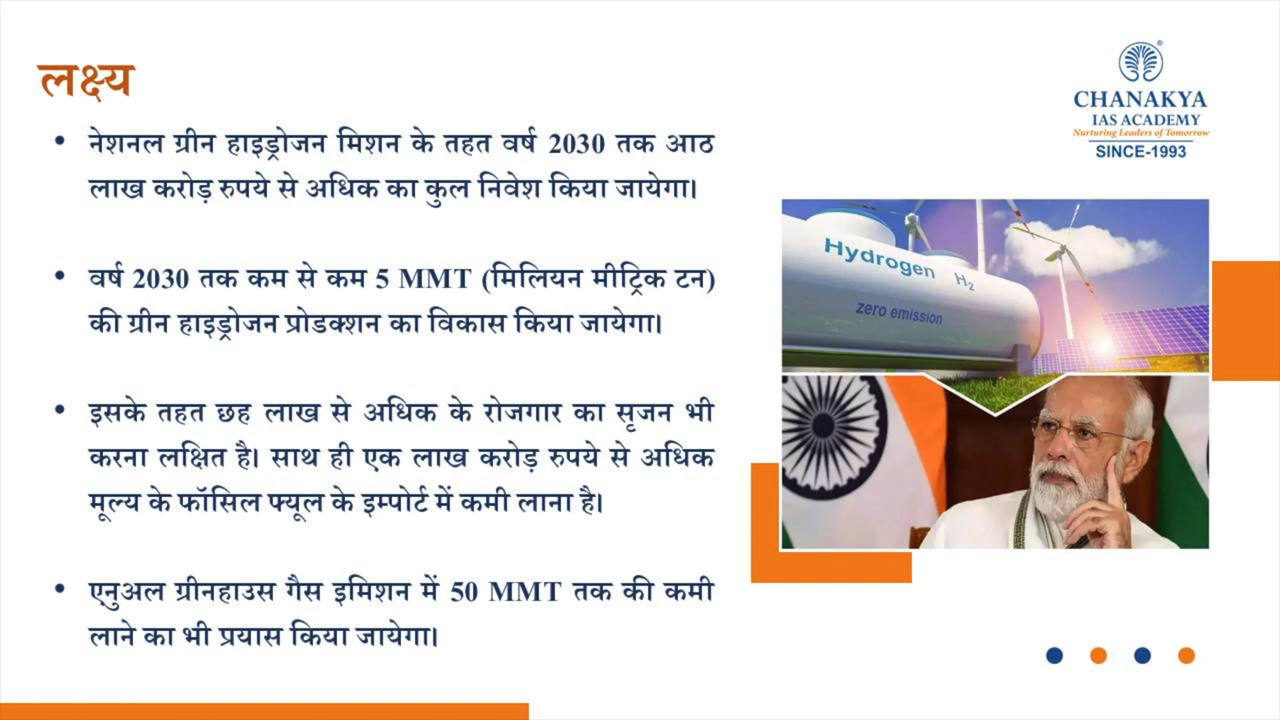 लक्ष्य
• नेशनल ग्रीन हाइड्रोजन मिशन के तहत वर्ष 2030 तक आठ
लाख करोड़ रुपये से अधिक का कुल निवेश किया जायेगा।
• वर्ष 2030 तक कम से कम 5 MMT (मिलियन मीट्रिक टन)
की ग्रीन हाइड्रोजन प्रोडक्शन का विकास किया जायेगा।
• इसके तहत छह लाख से अधिक के रोजगार का सृजन भी
करना लक्षित है। साथ ही एक लाख करोड़ रुपये से अधिक
मूल्य के फॉसिल फ्यूल के इम्पोर्ट में कमी लाना है।
• एनुअल ग्रीनहाउस गैस इमिशन में 50 MMT तक की कमी
लाने का भी प्रयास किया जायेगा।
®
CHANAKYA
IAS ACADEMY
Nurturing Leaders of Tomorrow
SINCE-1993
Hydrogen H₂
zero emission